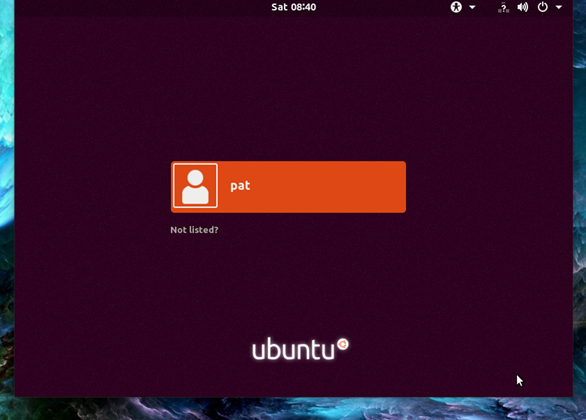 Sat 08:40
pat
Not listed?
ubuntu